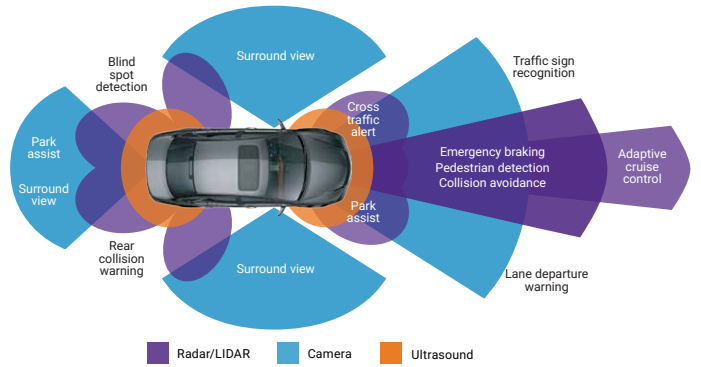 Surround view
Traffic sign
recognition
Blind
spot
detection
Cross
traffic
alert
Park
assist
Surround
view
Emergency braking
Pedestrian detection
Collision avoidance
Adaptive
cruise
control
Park
assist
Rear
collision
warning
Surround view
Lane departure
warning
Radar/LIDAR
Camera
Ultrasound